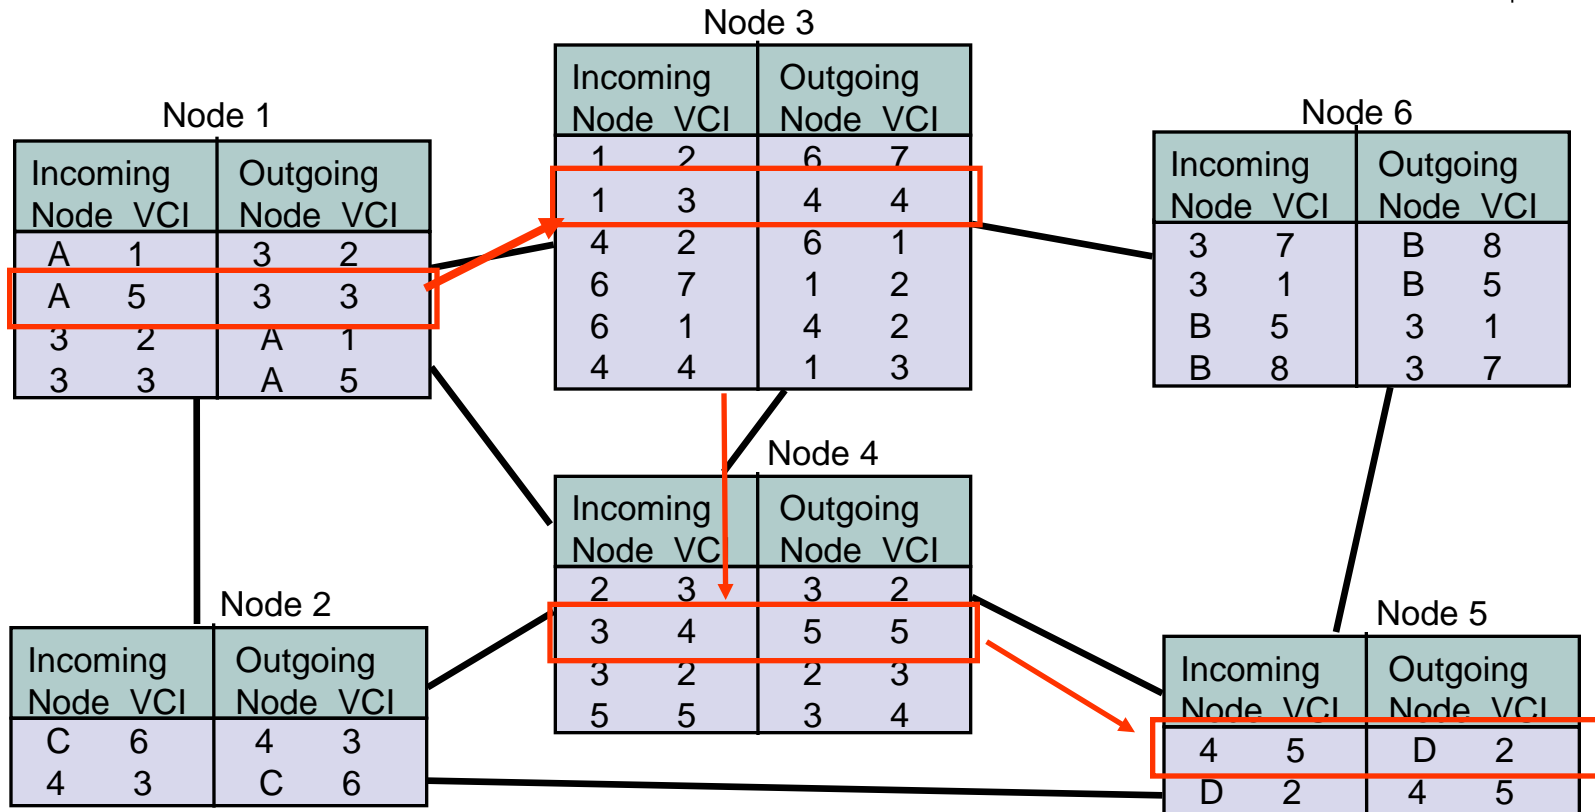 Node 3
Incoming Outgoing
Node VCI Node VCI
1 2 6 7
1 3 4 4
4 2 6 1
6 7 1 2
6 1 4 2
4 4 1 3
Node 1
Incoming Outgoing
Node VCI Node VCI
A 1 3 2
A 5 3 3
3 2 A 1
3 3 A 5
Node 6
Incoming Outgoing
Node VCI Node VCI
3 7 B 8
3 1 B 5
B 5 3 1
B 8 3 7
Node 4
Incoming Outgoing
Node VC Node VCI
2 3 3 2
3 4 5 5
3 2 2 3
5 5 3 4
Node 2
Incoming Outgoing
Node VCI Node VCI
C 6 4 3
4 3 C 6
Node 5
Incoming Outgoing
Node VCI Node VCI
4 5 D 2
D 2 4 5